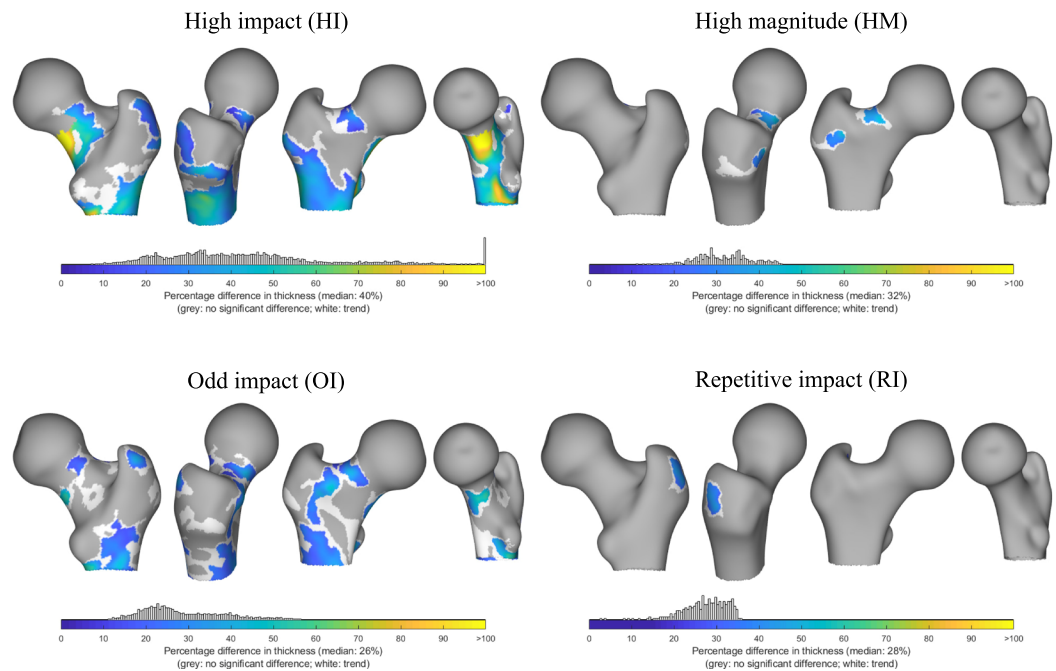 High impact (HI)
High magnitude (HM)
0 10 20 30 40 50 60 70 80 90 >100
Percentage difference in thickness (median: 40%)
(grey: no significant difference; white: trend)
0 10 20 30 40 50 60 70 80 90 >100
Percentage difference in thickness (median: 32%)
(grey: no significant difference; white: trend)
Odd impact (OI)
Repetitive impact (RI)
0 10 20 30 40 50 60 70 80 90 >100
Percentage difference in thickness (median: 26%)
(grey: no significant difference; white: trend)
0 10 20 30 40 50 60 70 80 90 >100
Percentage difference in thickness (median: 28%)
(grey: no significant difference; white: trend)